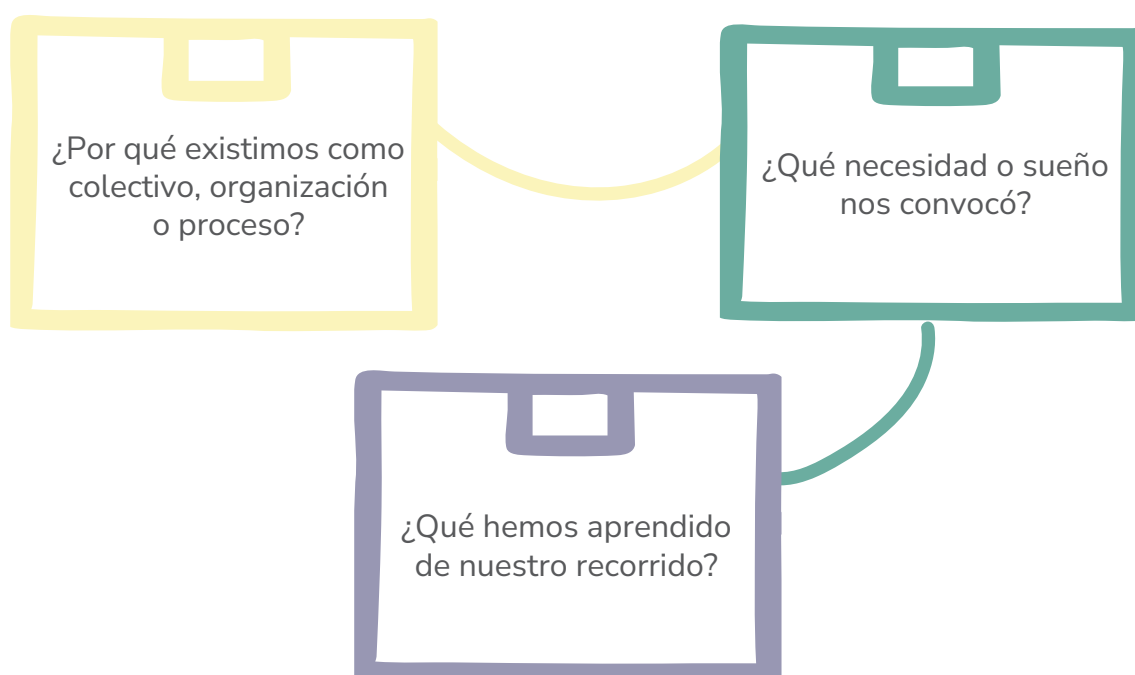 ¿Por qué existimos como
colectivo, organización
o proceso?
¿Qué necesidad o sueño
nos convocó?
¿Qué hemos aprendido
de nuestro recorrido?